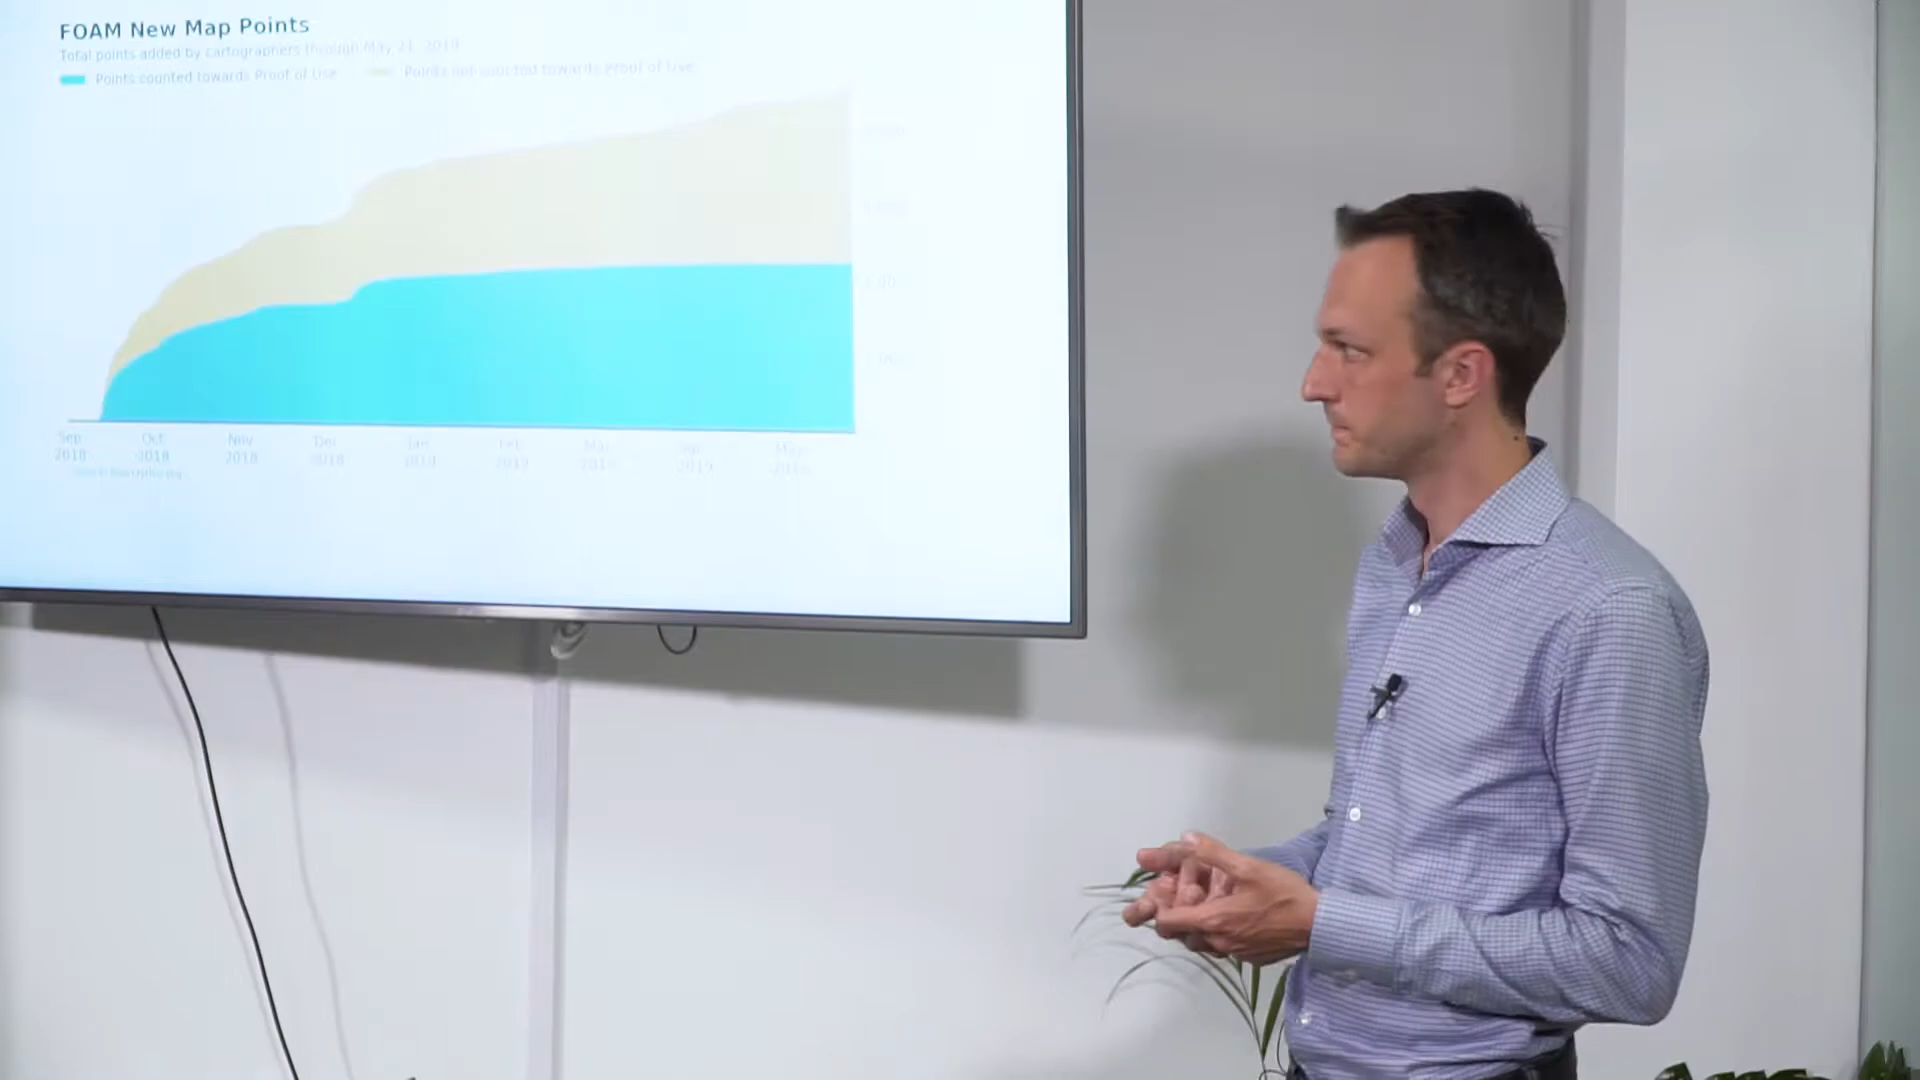 FOAM New Map Points
Total points added by cartographers through May 21, 2019
Points counted towards Proof of Use Points not counted towards Proof of Use
Sep Oct Nov Dec Jan Feb Mar Apr May
2018 2018 2018 2018 2019 2019 2019 2019